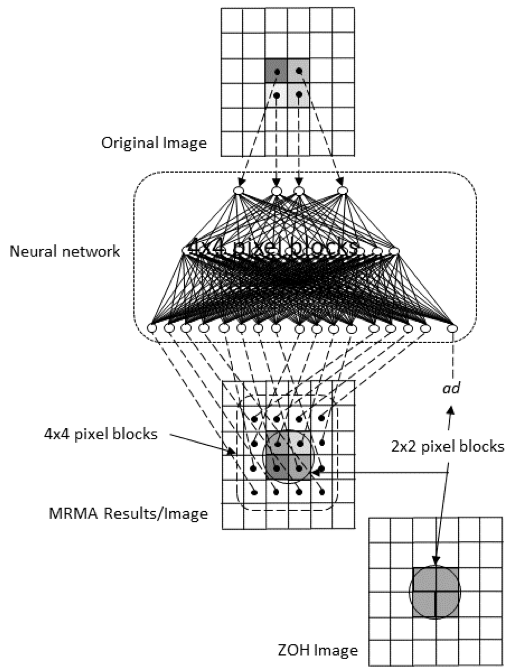 Original Image
Neural network
4x4 pixel blocks
ad
4x4 pixel blocks
2x2 pixel blocks
MRMA Results/Image
ZOH Image